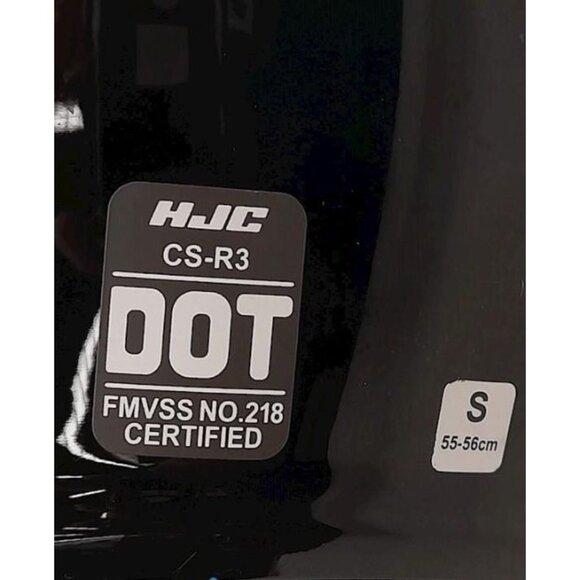 HJC
CS-R3
DOT
FMVSS NO.218
CERTIFIED
S
55-56cm